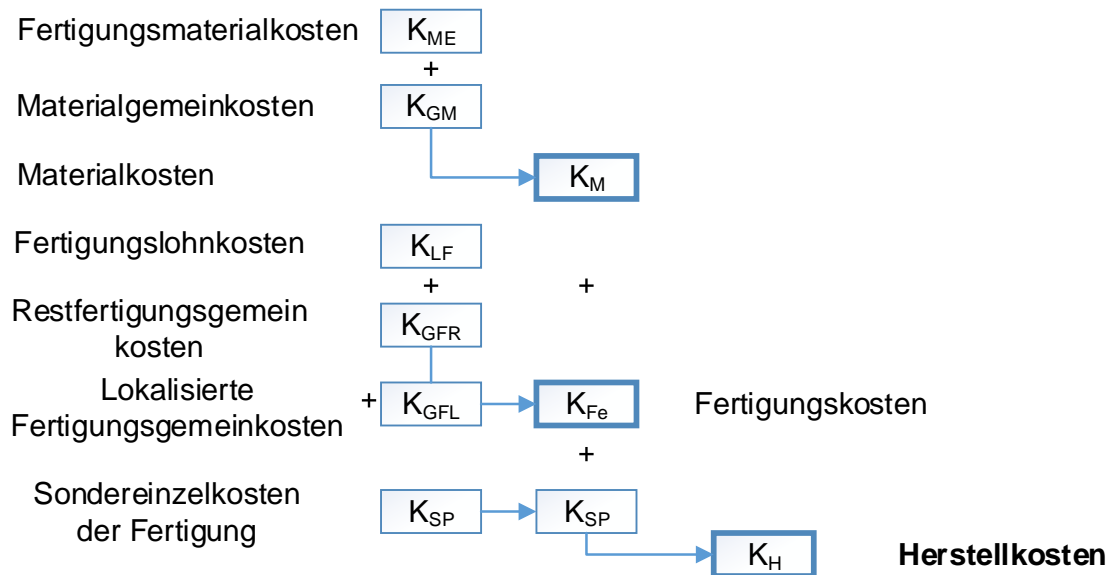 Fertigungsmaterialkosten K_ME
+
Materialgemeinkosten K_GM
Materialkosten K_M
Fertigungslohnkosten K_LF
+ +
Restfertigungsgemein
kosten K_GFR
Lokalisierte
Fertigungsgemeinkosten + K_GFL K_Fe Fertigungskosten
+
Sondereinzelkosten
der Fertigung K_SP K_SP
K_H Herstellkosten